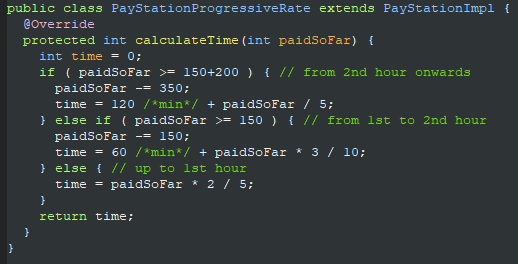 public class PayStationProgressiveRate extends PayStationImpl {
  @Override
  protected int calculateTime(int paidSoFar) {
    int time = 0;
    if ( paidSoFar >= 150+200 ) { // from 2nd hour onwards
      paidSoFar -= 350;
      time = 120 /*min*/ + paidSoFar / 5;
    } else if ( paidSoFar >= 150 ) { // from 1st to 2nd hour
      paidSoFar -= 150;
      time = 60 /*min*/ + paidSoFar * 3 / 10;
    } else { // up to 1st hour
      time = paidSoFar * 2 / 5;
    }
    return time;
  }
}